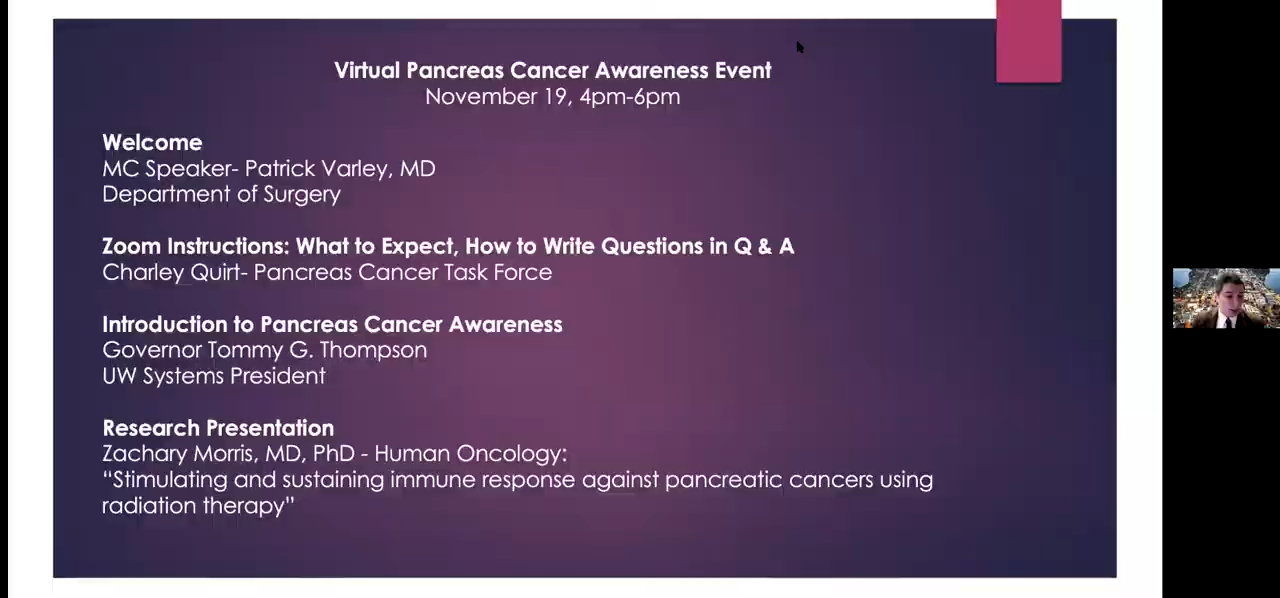 Virtual Pancreas Cancer Awareness Event
November 19, 4pm-6pm
Welcome
MC Speaker- Patrick Varley, MD
Department of Surgery
Zoom Instructions: What to Expect, How to Write Questions in Q & A
Charley Quirt- Pancreas Cancer Task Force
Introduction to Pancreas Cancer Awareness
Governor Tommy G. Thompson
UW Systems President
Research Presentation
Zachary Morris, MD, PhD - Human Oncology:
“Stimulating and sustaining immune response against pancreatic cancers using
radiation therapy”